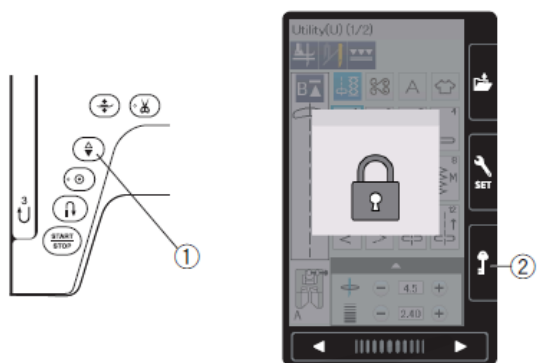 Utility(U) (1/2)
B
A
4
8
M
SET
3
START
STOP
①
12
②
A
4.5
2.40